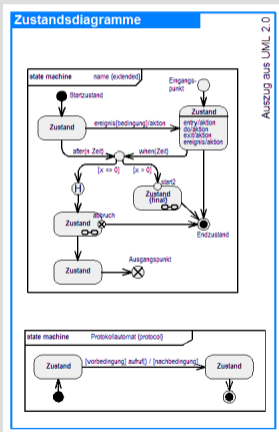 Zustandsdiagramme
Auszug aus UML 2.0
state machine name {extended}
Eingangs-
punkt
Startzustand
Zustand
ereignis[bedingung]/aktion
Zustand
entry/aktion
do/aktion
exit/aktion
ereignis/aktion
after(n Zeit)
when(Zeit)
[x <= 0]
[x > 0]
H
start2
Zustand
{final}
abbruch
Zustand
Endzustand
Zustand
Ausgangspunkt
state machine Protokollautomat {protocol}
Zustand
[vorbedingung] aufruf() / [nachbedingung]
Zustand